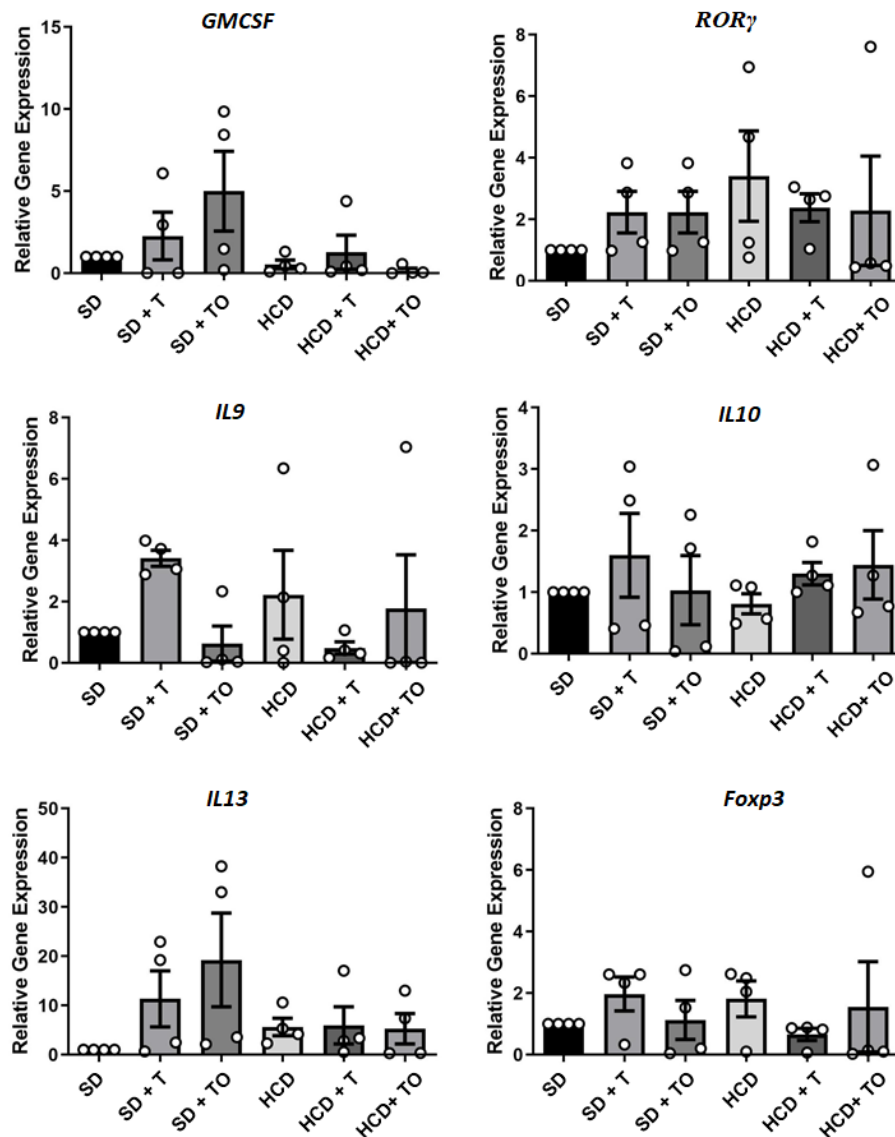 GMCSF
Relative Gene Expression
15
10
5
0
SD
SD + T
SD + TO
HCD
HCD + T
HCD+ TO
RORγ
Relative Gene Expression
8
6
4
2
0
SD
SD + T
SD + TO
HCD
HCD + T
HCD+ TO
IL9
Relative Gene Expression
8
6
4
2
0
SD
SD + T
SD + TO
HCD
HCD + T
HCD+ TO
IL10
Relative Gene Expression
4
3
2
1
0
SD
SD + T
SD + TO
HCD
HCD + T
HCD+ TO
IL13
Relative Gene Expression
50
40
30
20
10
0
SD
SD + T
SD + TO
HCD
HCD + T
HCD+ TO
Foxp3
Relative Gene Expression
8
6
4
2
0
SD
SD + T
SD + TO
HCD
HCD + T
HCD+ TO